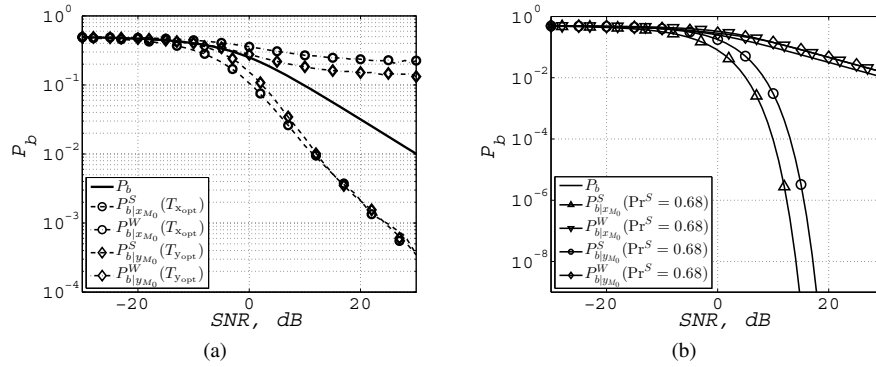 10^0
10^{-1}
10^{-2}
10^{-3}
10^{-4}
P_b
P_b
P^S_{b|x_{M_0}}(T_{x_{opt}})
P^W_{b|x_{M_0}}(T_{x_{opt}})
P^S_{b|y_{M_0}}(T_{y_{opt}})
P^W_{b|y_{M_0}}(T_{y_{opt}})
−20 0 20
SNR, dB
(a)
10^0
10^{-2}
10^{-4}
10^{-6}
10^{-8}
P_b
P_b
P^S_{b|x_{M_0}}(Pr^S = 0.68)
P^W_{b|x_{M_0}}(Pr^S = 0.68)
P^S_{b|y_{M_0}}(Pr^S = 0.68)
P^W_{b|y_{M_0}}(Pr^S = 0.68)
−20 0 20
SNR, dB
(b)